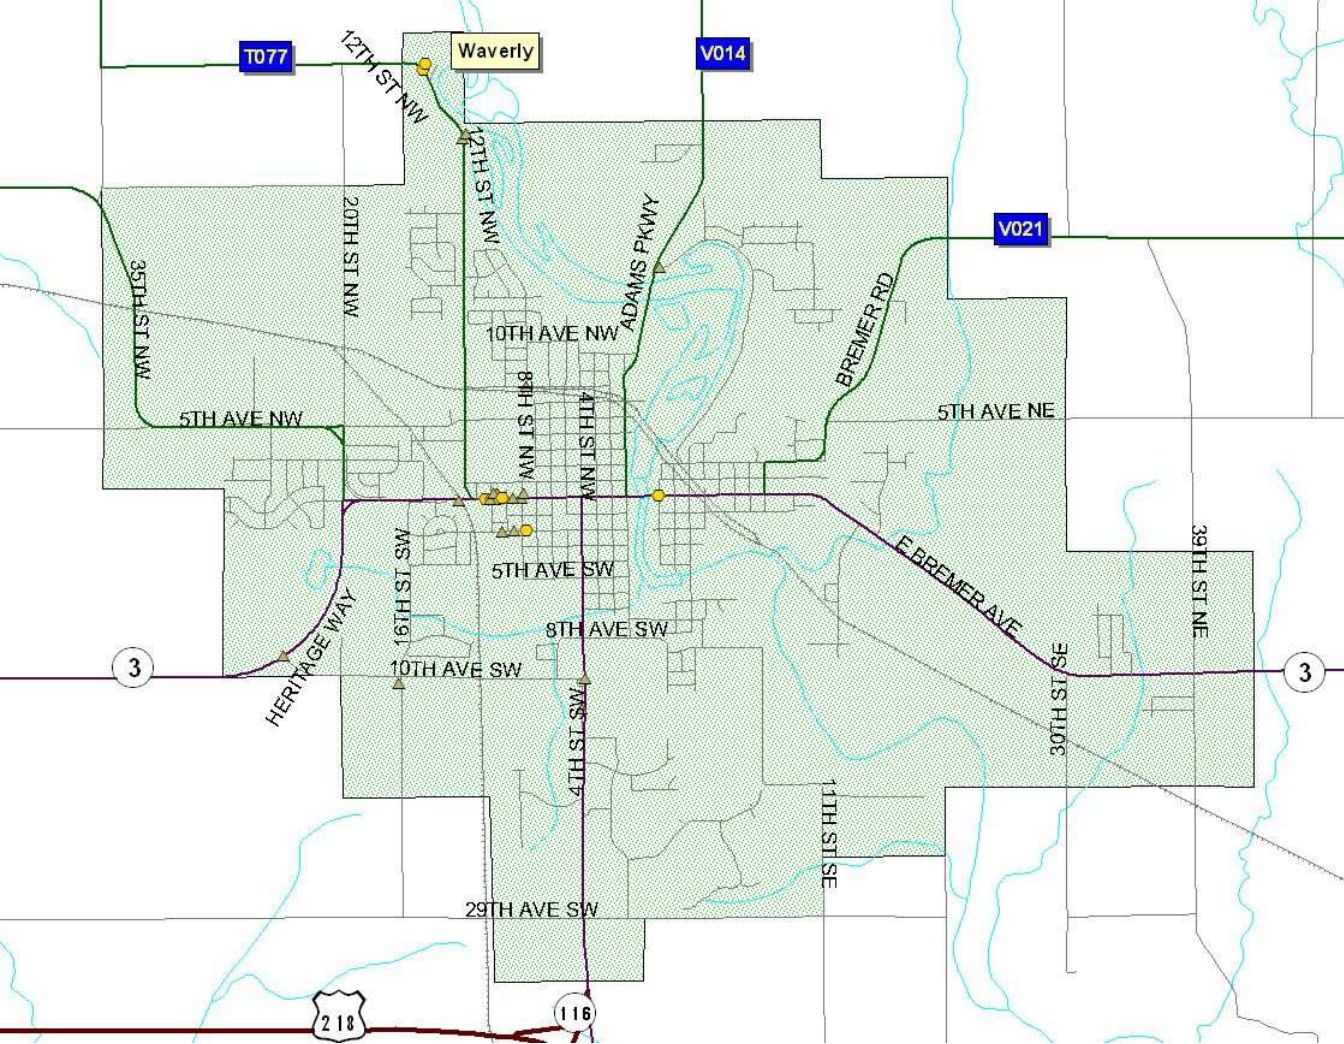 Waverly
T077
12TH ST NW
V014
12TH ST NW
20TH ST NW
ADAMS PKWY
V021
35TH ST NW
BREMER RD
10TH AVE NW
8TH ST NW
4TH ST NW
5TH AVE NW
5TH AVE NE
16TH ST SW
5TH AVE SW
E BREMER AVE
39TH ST NE
8TH AVE SW
HERITAGE WAY
10TH AVE SW
3
3
30TH ST SE
4TH ST SW
11TH ST SE
29TH AVE SW
218
116